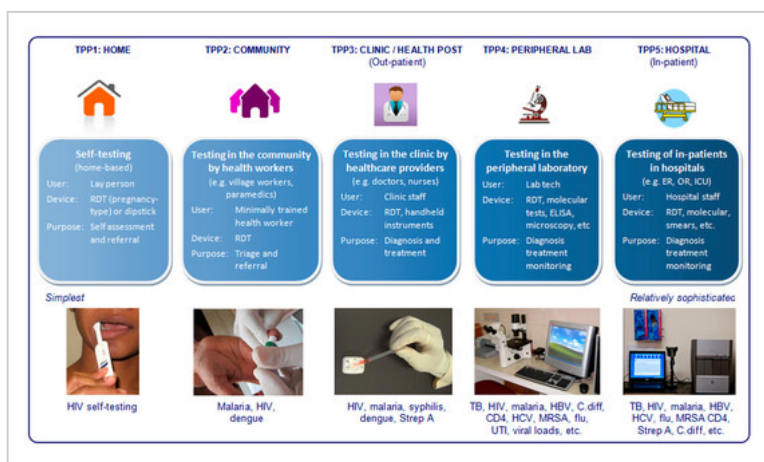 TPP1: HOME
TPP2: COMMUNITY
TPP3: CLINIC / HEALTH POST
(Out-patient)
TPP4: PERIPHERAL LAB
TPP5: HOSPITAL
(In-patient)
Self-testing
(home-based)
User: Lay person
Device: RDT (pregnancy-
type) or dipstick
Purpose: Self assessment
and referral
Testing in the community
by health workers
(e.g. village workers,
paramedics)
User: Minimally trained
health worker
Device: RDT
Purpose: Triage and
referral
Testing in the clinic by
healthcare providers
(e.g. doctors, nurses)
User: Clinic staff
Device: RDT, handheld
instruments
Purpose: Diagnosis and
treatment
Testing in the
peripheral laboratory
User: Lab tech
Device: RDT, molecular
tests, ELISA,
microscopy, etc
Purpose: Diagnosis
treatment
monitoring
Testing of in-patients
in hospitals
(e.g. ER, OR, ICU)
User: Hospital staff
Device: RDT, molecular,
smears, etc.
Purpose: Diagnosis
treatment
monitoring
Simplest
Relatively sophisticated
HIV self-testing
Malaria, HIV,
dengue
HIV, malaria, syphilis,
dengue, Strep A
TB, HIV, malaria, HBV, C.diff,
CD4, HCV, MRSA, flu,
UTI, viral loads, etc.
TB, HIV, malaria, HBV,
HCV, flu, MRSA CD4,
Strep A, C.diff, etc.